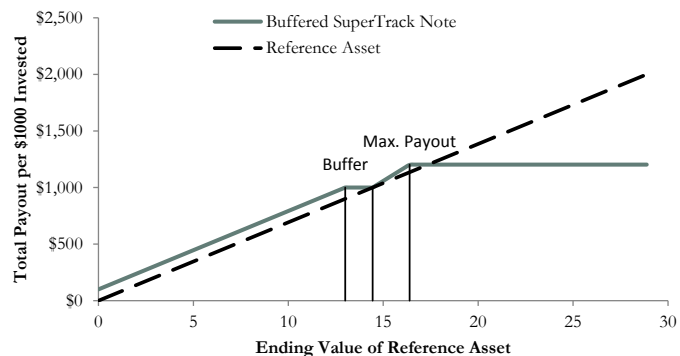 $2,500
Buffered SuperTrack Note
Reference Asset
$2,000
$1,500
Max. Payout
Buffer
$1,000
$500
$0
Total Payout per $1000 Invested
0 5 10 15 20 25 30
Ending Value of Reference Asset